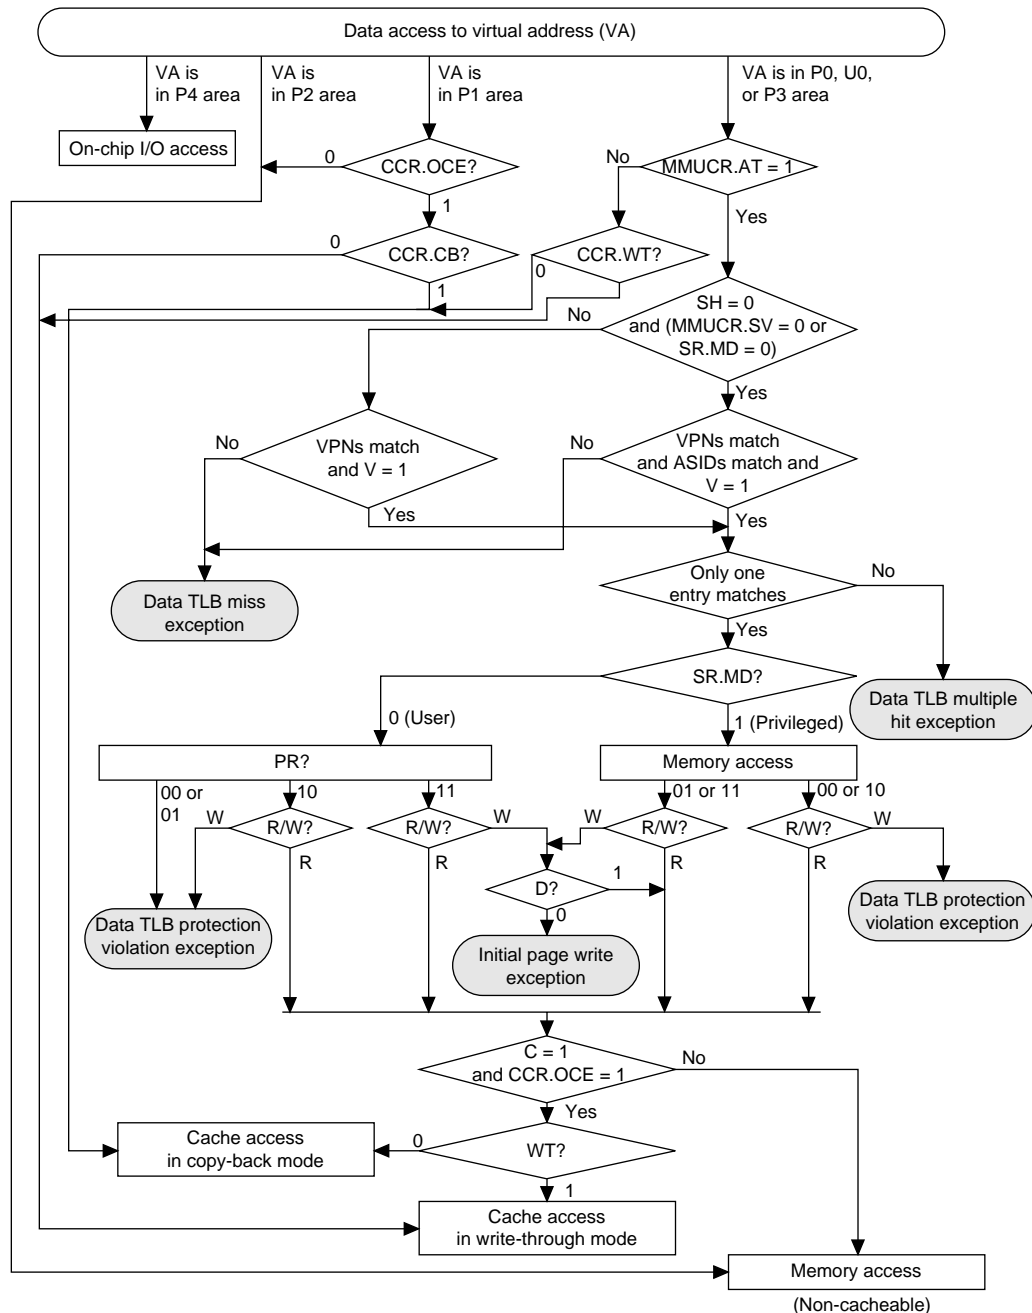 Data access to virtual address (VA)
VA is
in P4 area
VA is
in P2 area
VA is
in P1 area
VA is in P0, U0,
or P3 area
On-chip I/O access
0
CCR.OCE?
No
MMUCR.AT = 1
1
Yes
0
CCR.CB?
CCR.WT?
0
1
SH = 0
and (MMUCR.SV = 0 or
SR.MD = 0)
No
Yes
No
VPNs match
and V = 1
No
VPNs match
and ASIDs match and
V = 1
Yes
Yes
Only one
entry matches
No
Data TLB miss
exception
Yes
SR.MD?
Data TLB multiple
hit exception
0 (User)
1 (Privileged)
PR?
Memory access
00 or
01
10
11
01 or 11
00 or 10
W
R/W?
R/W?
W
W
R/W?
R/W?
W
R
R
R
R
D?
1
0
Data TLB protection
violation exception
Data TLB protection
violation exception
Initial page write
exception
C = 1
and CCR.OCE = 1
No
Yes
Cache access
in copy-back mode
0
WT?
1
Cache access
in write-through mode
Memory access
(Non-cacheable)